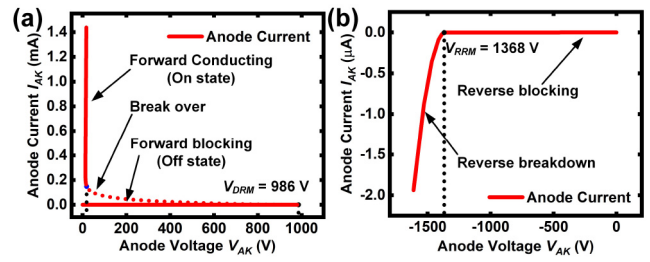 (a)
Anode Current I_AK (mA)
1.4
1.2
1.0
0.8
0.6
0.4
0.2
0.0
Anode Current
Forward Conducting
(On state)
Break over
Forward blocking
(Off state)
V_DRM = 986 V
0 200 400 600 800 1000
Anode Voltage V_AK (V)
(b)
Anode Current I_AK (μA)
0.0
-0.5
-1.0
-1.5
-2.0
V_RRM = 1368 V
Reverse blocking
Reverse breakdown
Anode Current
-1500 -1000 -500 0
Anode Voltage V_AK (V)